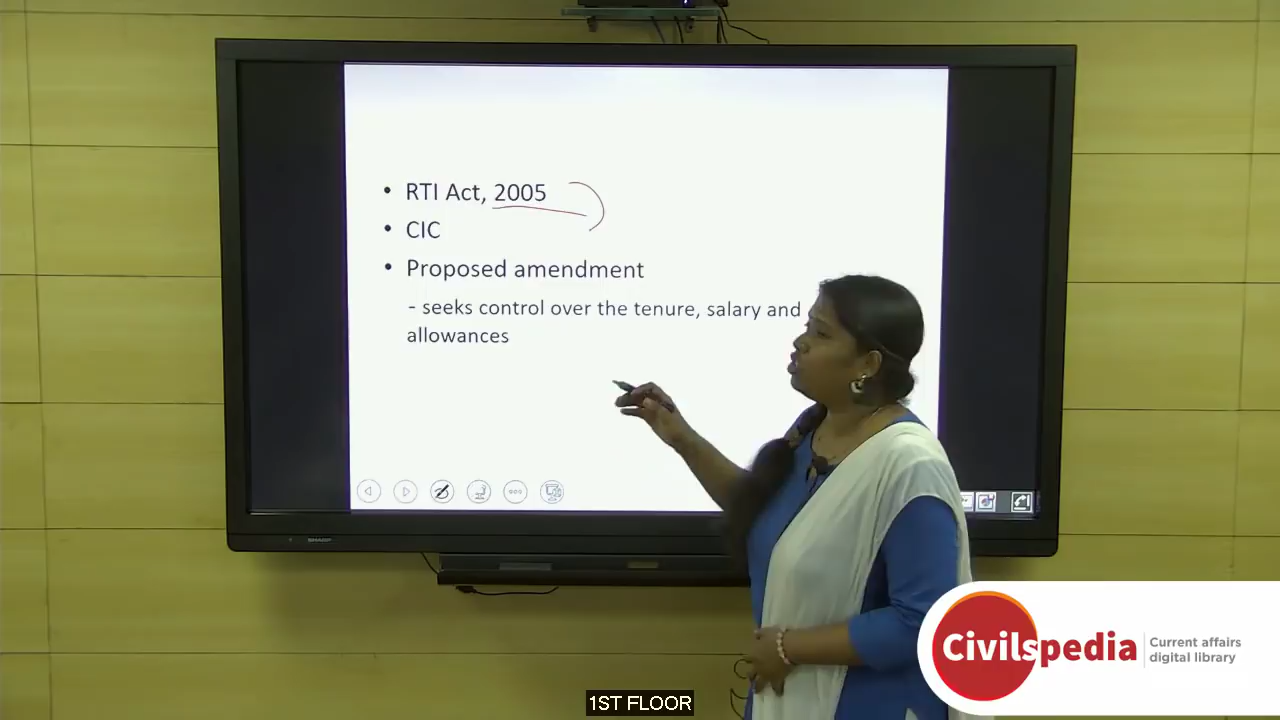 • RTI Act, 2005
• CIC
• Proposed amendment
- seeks control over the tenure, salary and
allowances
SHARP
Civilspedia
Current affairs
digital library
1ST FLOOR